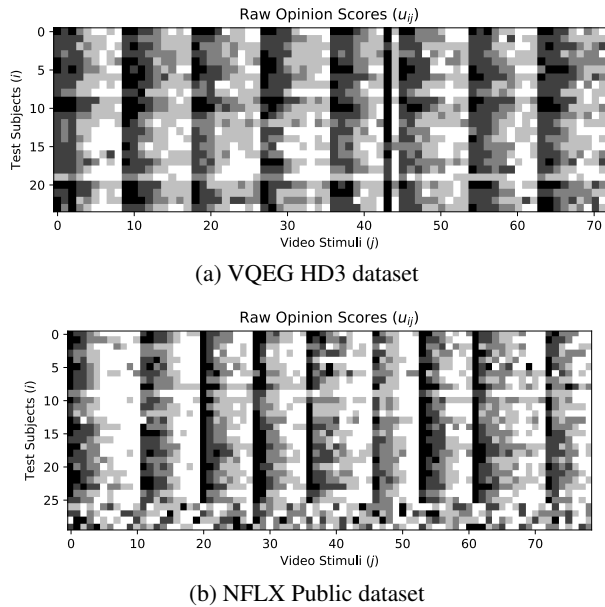 Raw Opinion Scores (u_ij)
Test Subjects (i)
0
5
10
15
20
0 10 20 30 40 50 60 70
Video Stimuli (j)
(a) VQEG HD3 dataset
Raw Opinion Scores (u_ij)
Test Subjects (i)
0
5
10
15
20
25
0 10 20 30 40 50 60 70
Video Stimuli (j)
(b) NFLX Public dataset